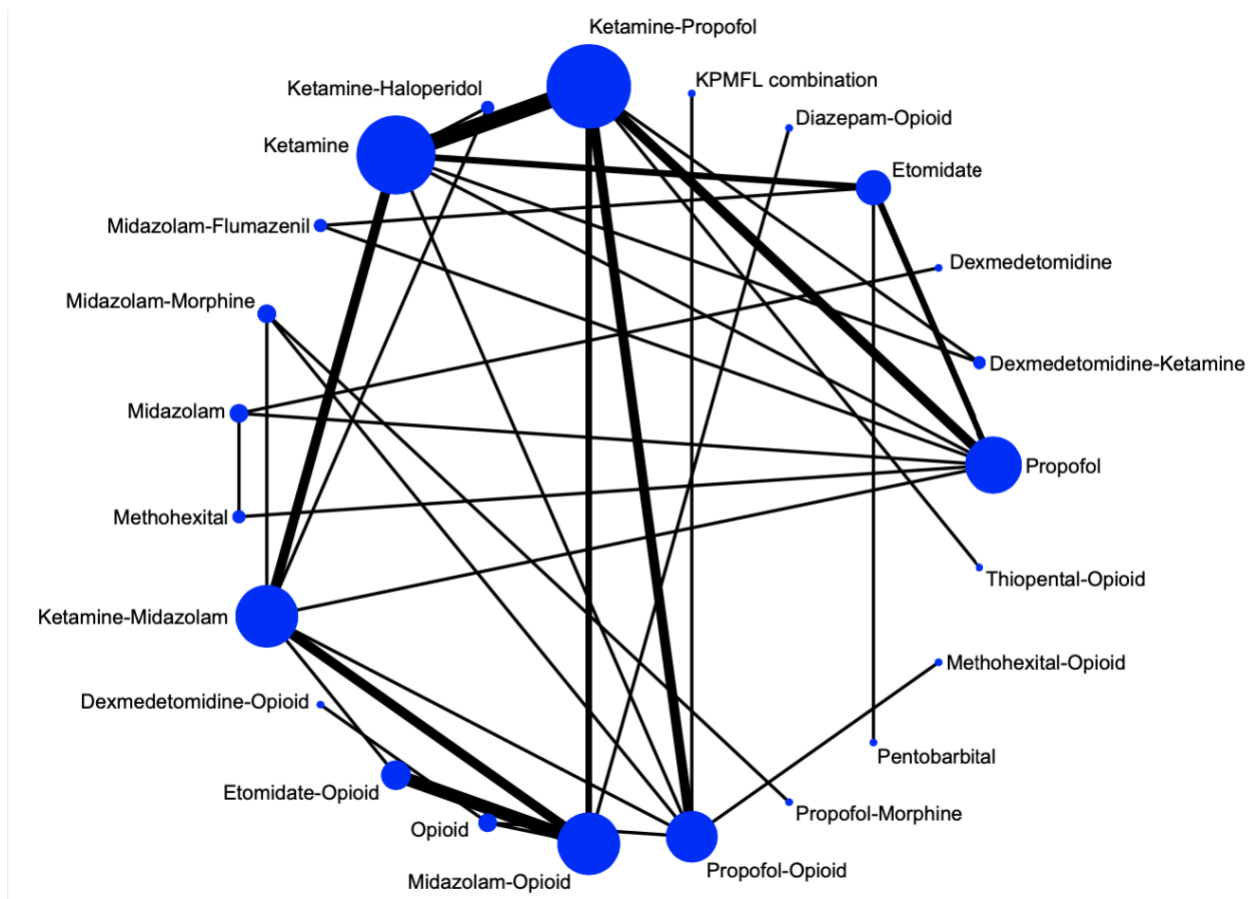 Ketamine-Propofol
KPMFL combination
Ketamine-Haloperidol
Diazepam-Opioid
Ketamine
Etomidate
Midazolam-Flumazenil
Dexmedetomidine
Midazolam-Morphine
Dexmedetomidine-Ketamine
Midazolam
Propofol
Methohexital
Thiopental-Opioid
Ketamine-Midazolam
Methohexital-Opioid
Dexmedetomidine-Opioid
Pentobarbital
Etomidate-Opioid
Propofol-Morphine
Opioid
Propofol-Opioid
Midazolam-Opioid